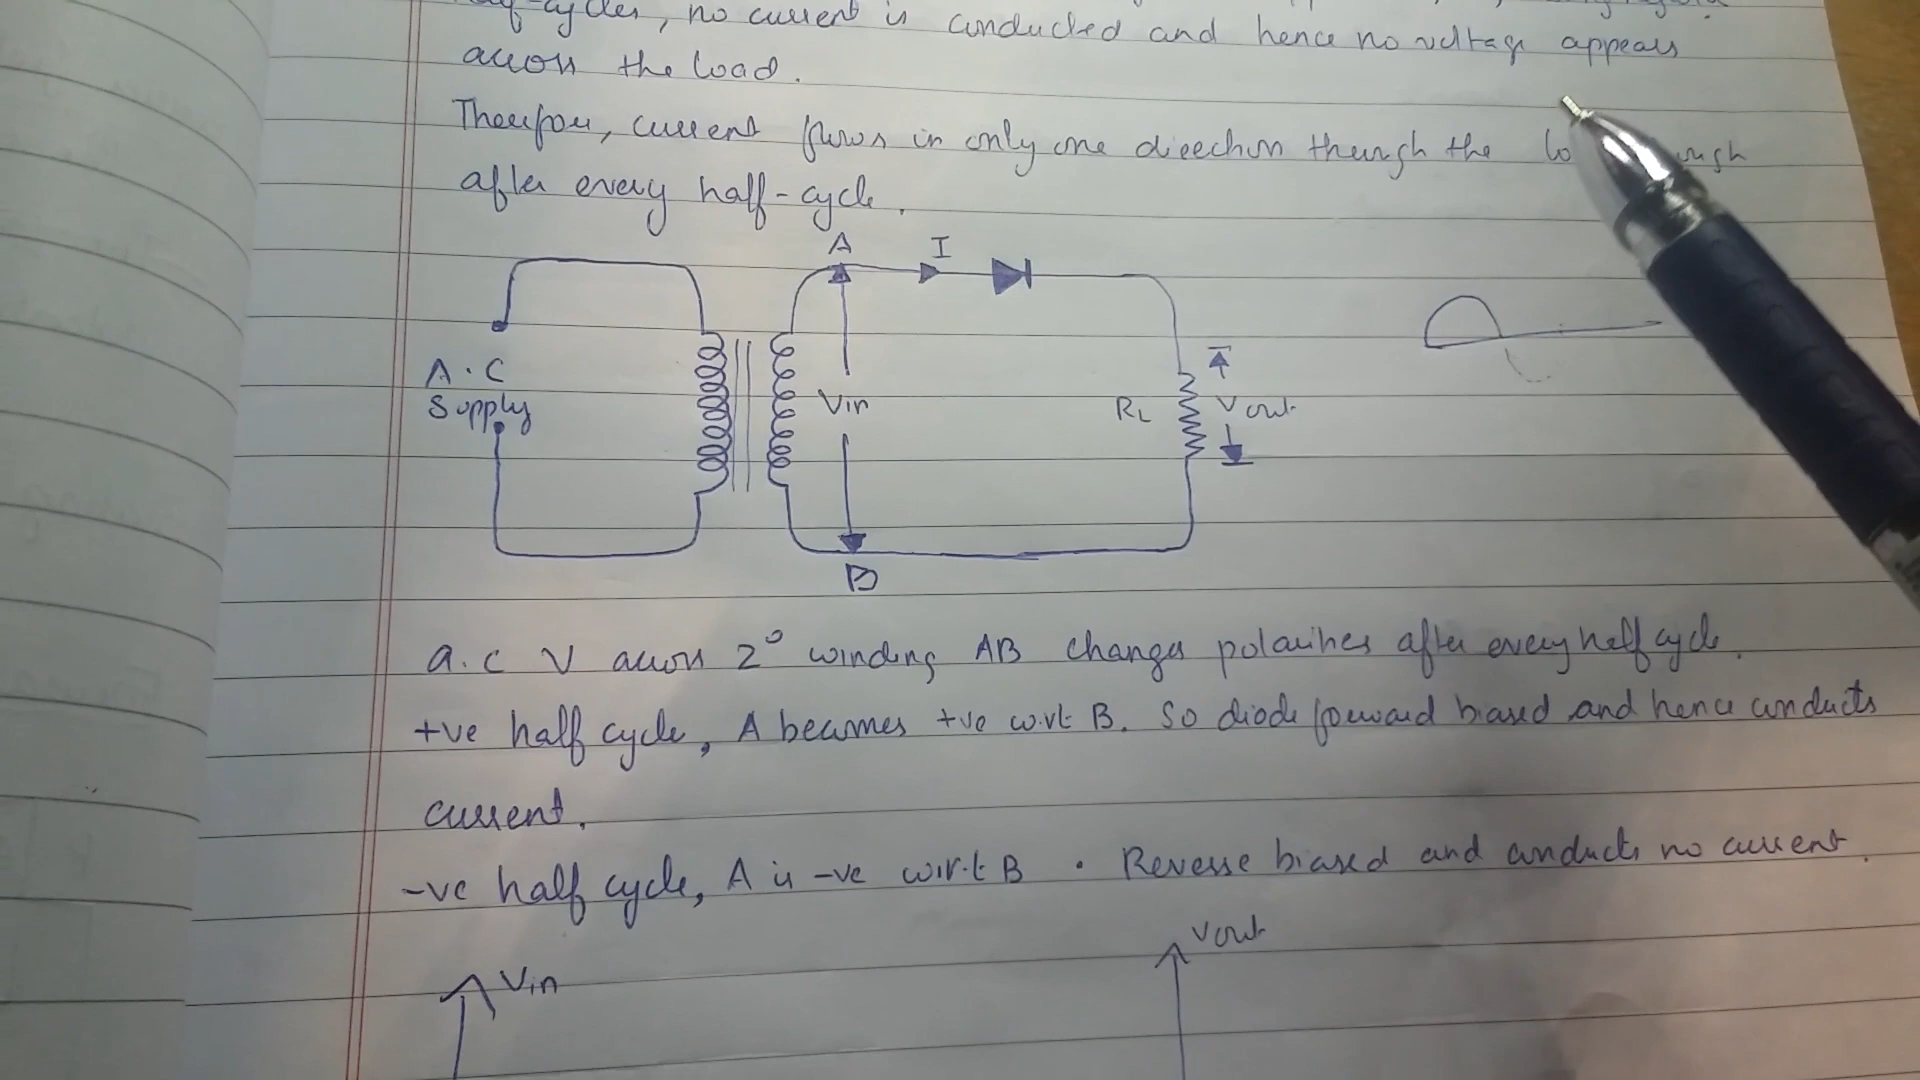 half-cycles, no current is conducted and hence no voltage appears
across the load.
Therefore, current flows in only one direction through the
after every half-cycle.
A
I
A.C
Supply
Vin
RL
Vout
B
a.c V across 2° winding AB changes polarities after every half cycle.
+ve half cycle, A becomes +ve w.r.t B. So diode forward biased and hence conducts
current.
-ve half cycle, A is -ve w.r.t B . Reverse biased and conducts no current.
Vout
Vin